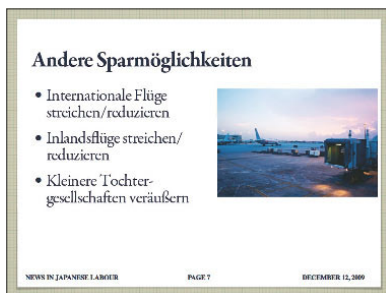 Andere Sparmöglichkeiten
• Internationale Flüge
streichen/reduzieren
• Inlandsflüge streichen/
reduzieren
• Kleinere Tochter-
gesellschaften veräußern
NEWS IN JAPANESE LABOUR PAGE 7 DECEMBER 12, 2009